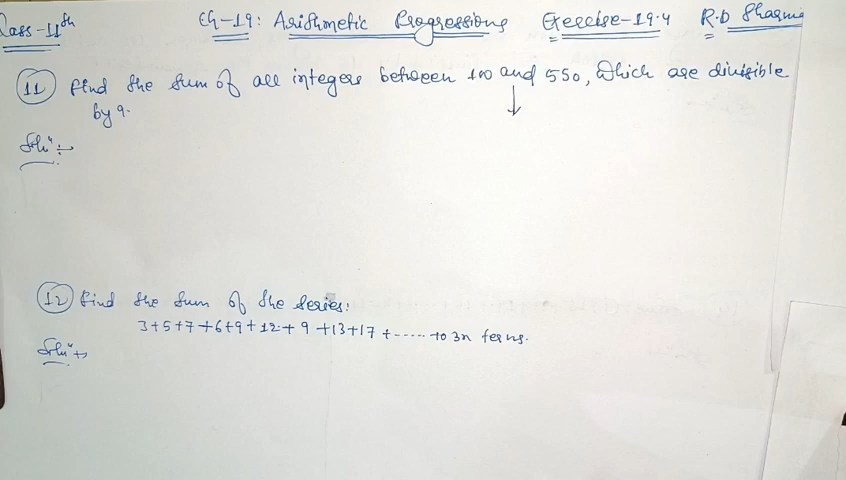 Class-11th Ch-19: Arithmetic Progressions Exercise-19.4 R.D Sharma
11 Find the sum of all integers between 100 and 550, which are divisible
by 9.
Solun:-
12 Find the sum of the series:
3+5+7+6+9+12+9+13+17+...... to 3n terms.
Solun:-